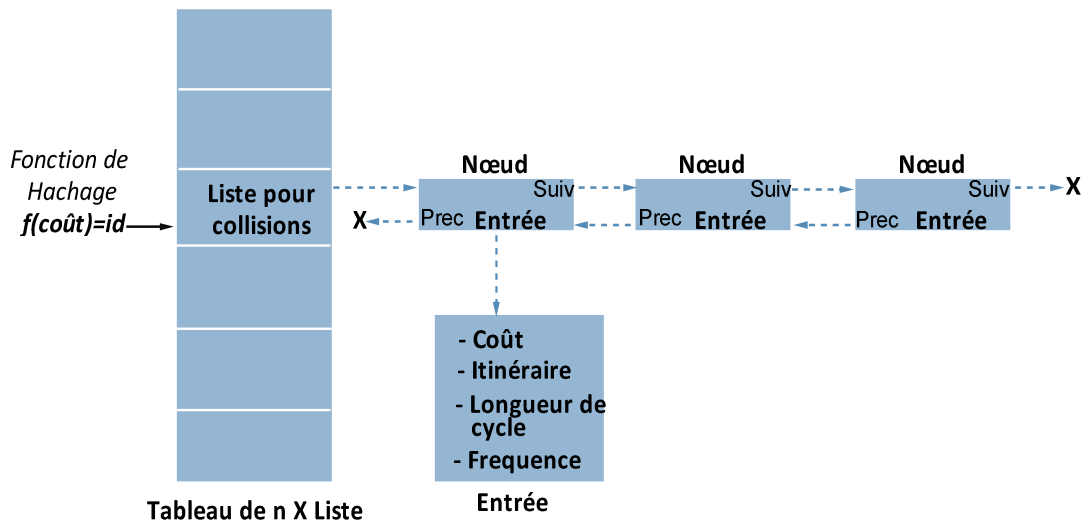 Fonction de
Hachage
f(coût)=id
Liste pour
collisions
Nœud
Nœud
Nœud
Suiv
Suiv
Suiv
X
X
Prec
Entrée
Prec
Entrée
Prec
Entrée
- Coût
- Itinéraire
- Longueur de
cycle
- Frequence
Entrée
Tableau de n X Liste